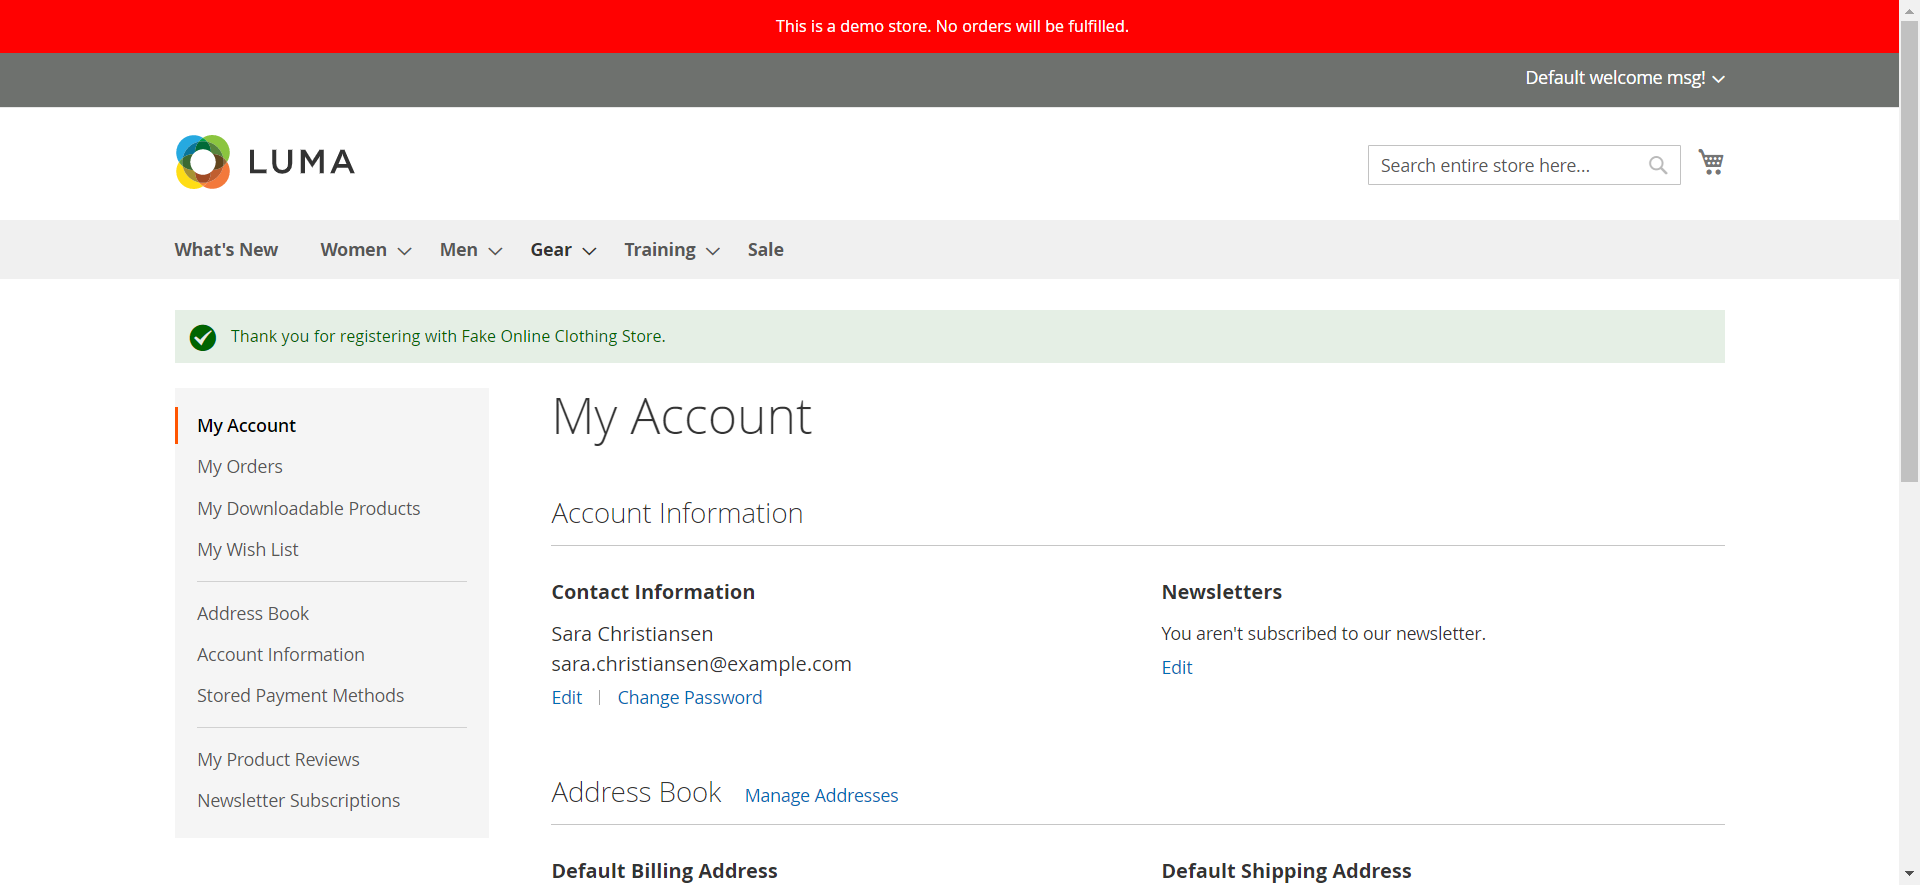 This is a demo store. No orders will be fulfilled.
Default welcome msg!
LUMA
Search entire store here...
What's New Women Men Gear Training Sale
Thank you for registering with Fake Online Clothing Store.
My Account
My Orders
My Downloadable Products
My Wish List
Address Book
Account Information
Stored Payment Methods
My Product Reviews
Newsletter Subscriptions
My Account
Account Information
Contact Information
Sara Christiansen
sara.christiansen@example.com
Edit Change Password
Newsletters
You aren't subscribed to our newsletter.
Edit
Address Book Manage Addresses
Default Billing Address
Default Shipping Address